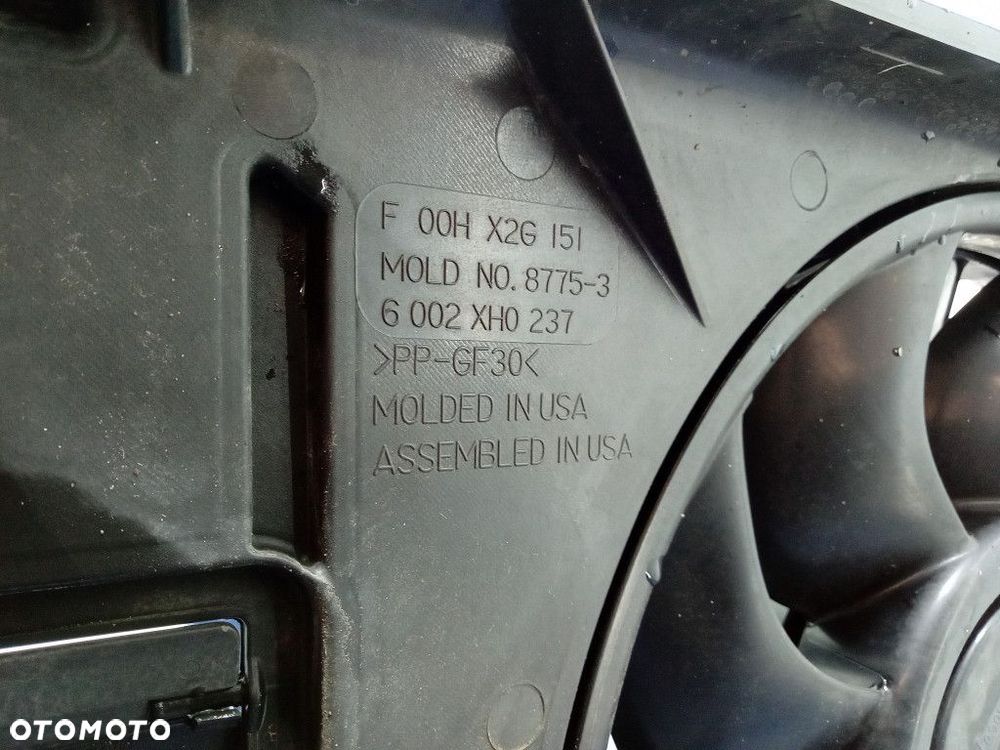 F 00H X2G 151
MOLD NO. 8775-3
6 002 XH0 237
>PP-GF30<
MOLDED IN USA
ASSEMBLED IN USA
OTOMOTO